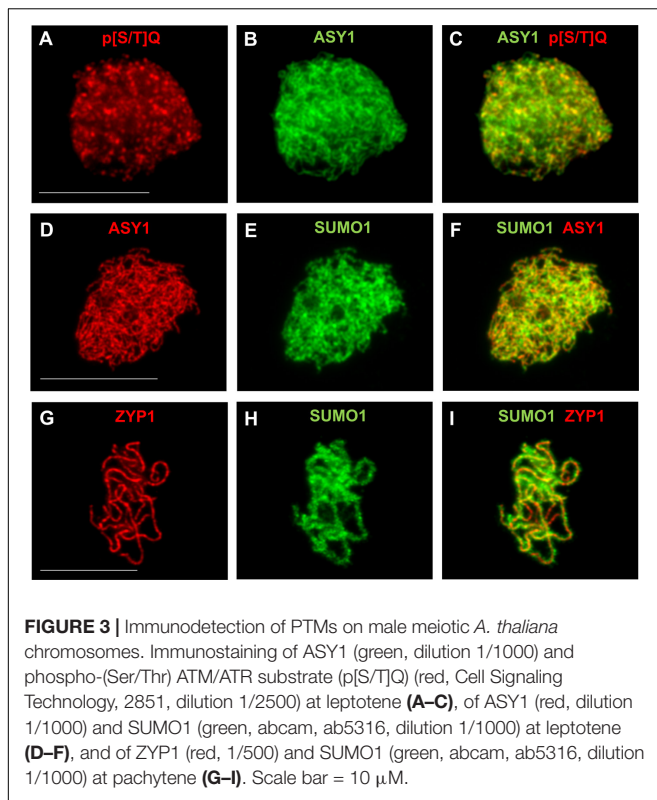 A p[S/T]Q B ASY1 C ASY1 p[S/T]Q
D ASY1 E SUMO1 F SUMO1 ASY1
G ZYP1 H SUMO1 I SUMO1 ZYP1
FIGURE 3 | Immunodetection of PTMs on male meiotic A. thaliana
chromosomes. Immunostaining of ASY1 (green, dilution 1/1000) and
phospho-(Ser/Thr) ATM/ATR substrate (p[S/T]Q) (red, Cell Signaling
Technology, 2851, dilution 1/2500) at leptotene (A–C), of ASY1 (red, dilution
1/1000) and SUMO1 (green, abcam, ab5316, dilution 1/1000) at leptotene
(D–F), and of ZYP1 (red, 1/500) and SUMO1 (green, abcam, ab5316, dilution
1/1000) at pachytene (G–I). Scale bar = 10 μM.